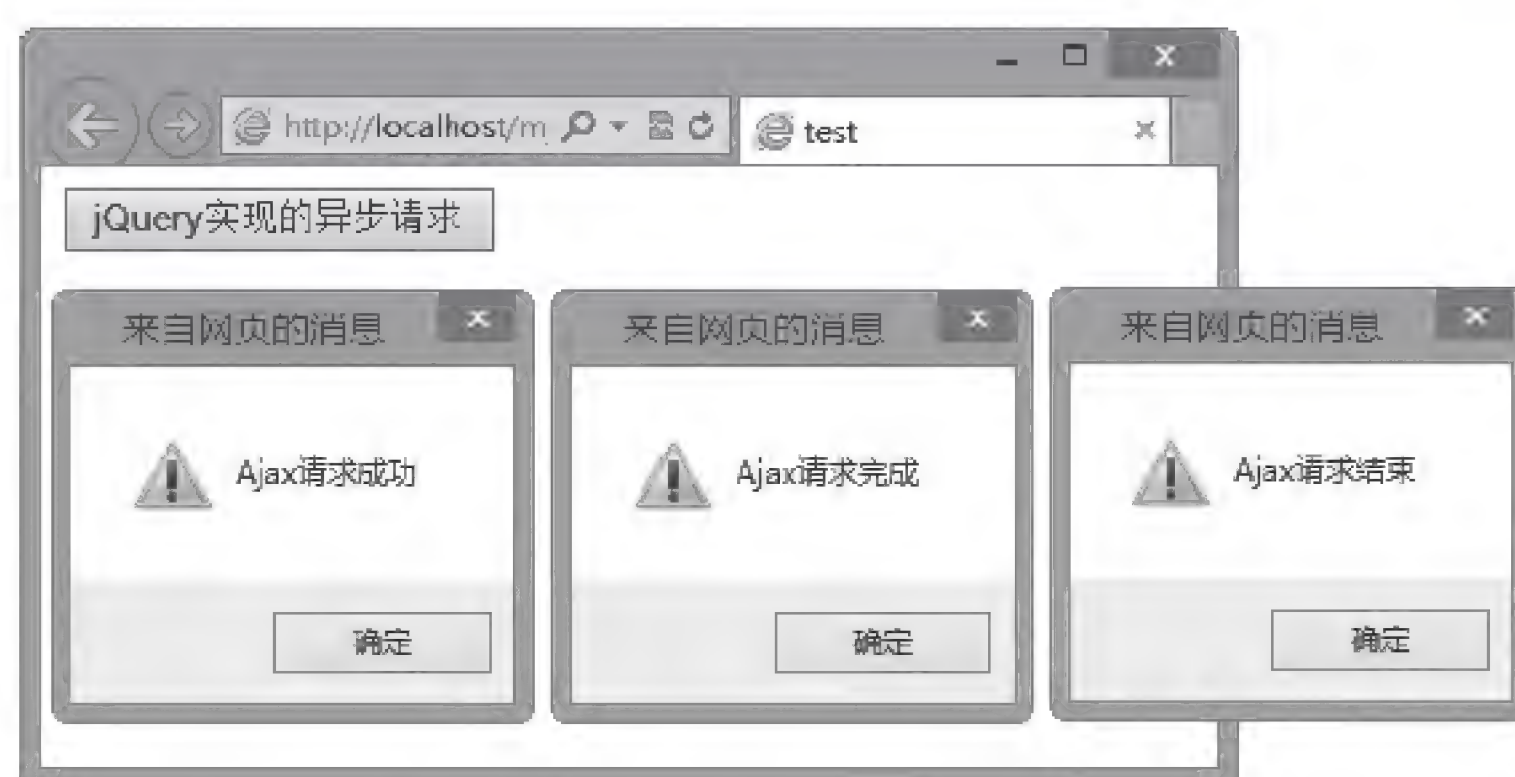 http://localhost/m
test
jQuery实现的异步请求
来自网页的消息
来自网页的消息
来自网页的消息
Ajax请求成功
Ajax请求完成
Ajax请求结束
确定
确定
确定